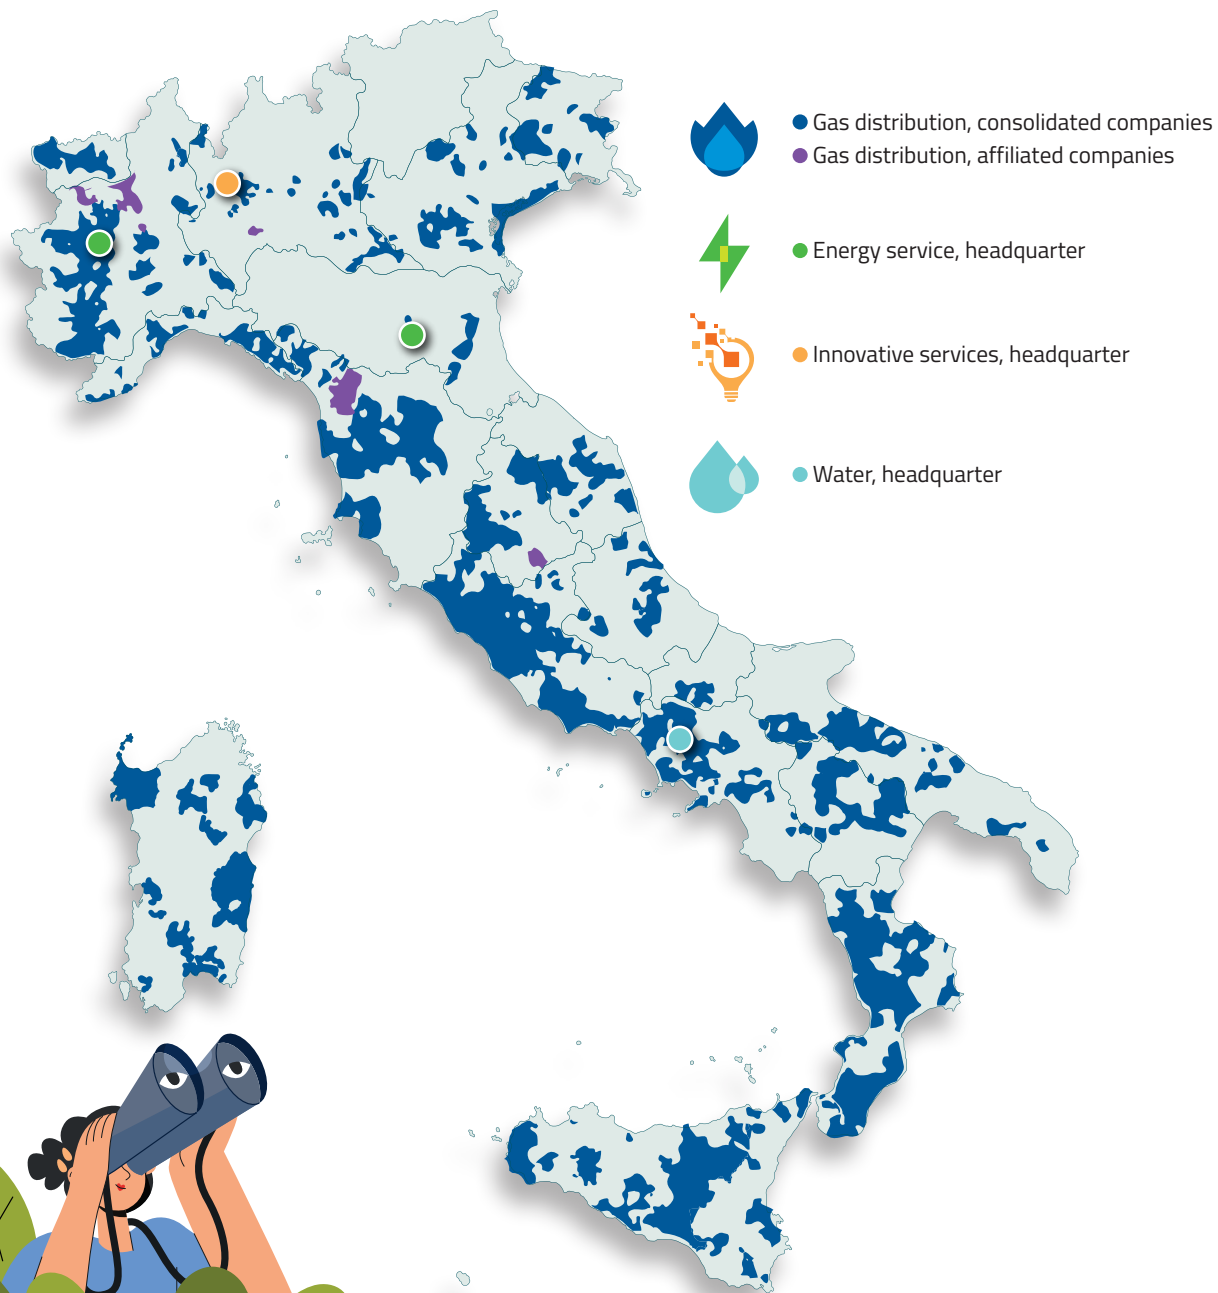 Gas distribution, consolidated companies
Gas distribution, affiliated companies
Energy service, headquarter
Innovative services, headquarter
Water, headquarter